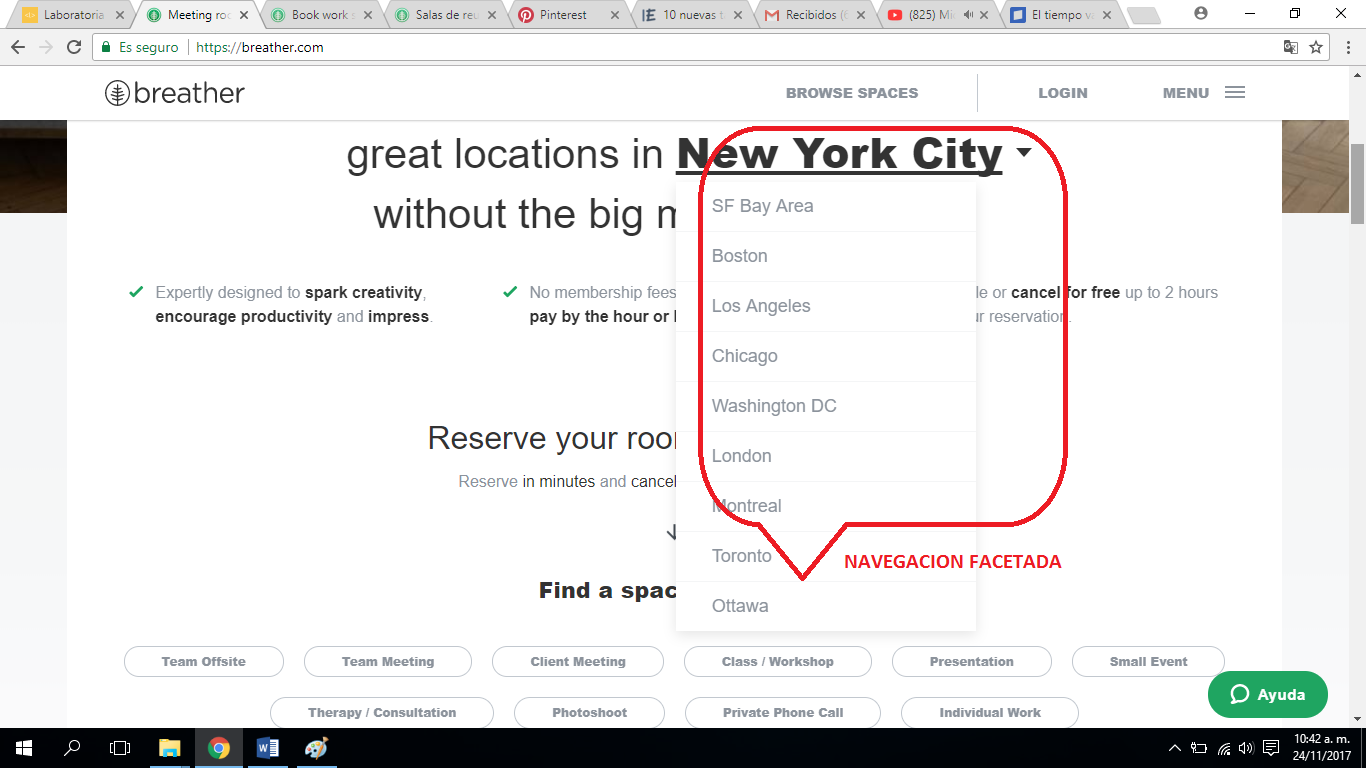 Laboratoria
Meeting roo
Book work s
Salas de reu
Pinterest
10 nuevas ta
Recibidos (6
(825) Mi
El tiempo va
Es seguro
https://breather.com
breather
BROWSE SPACES
LOGIN
MENU
great locations in New York City
without the big m
SF Bay Area
Boston
Los Angeles
Chicago
Washington DC
London
Montreal
Toronto
Ottawa
Expertly designed to spark creativity,
encourage productivity and impress.
No membership fees
pay by the hour or
le or cancel for free up to 2 hours
ur reservation.
Reserve your roo
Reserve in minutes and cancel
NAVEGACION FACETADA
Find a spac
Team Offsite
Team Meeting
Client Meeting
Class / Workshop
Presentation
Small Event
Therapy / Consultation
Photoshoot
Private Phone Call
Individual Work
Ayuda
10:42 a. m.
24/11/2017